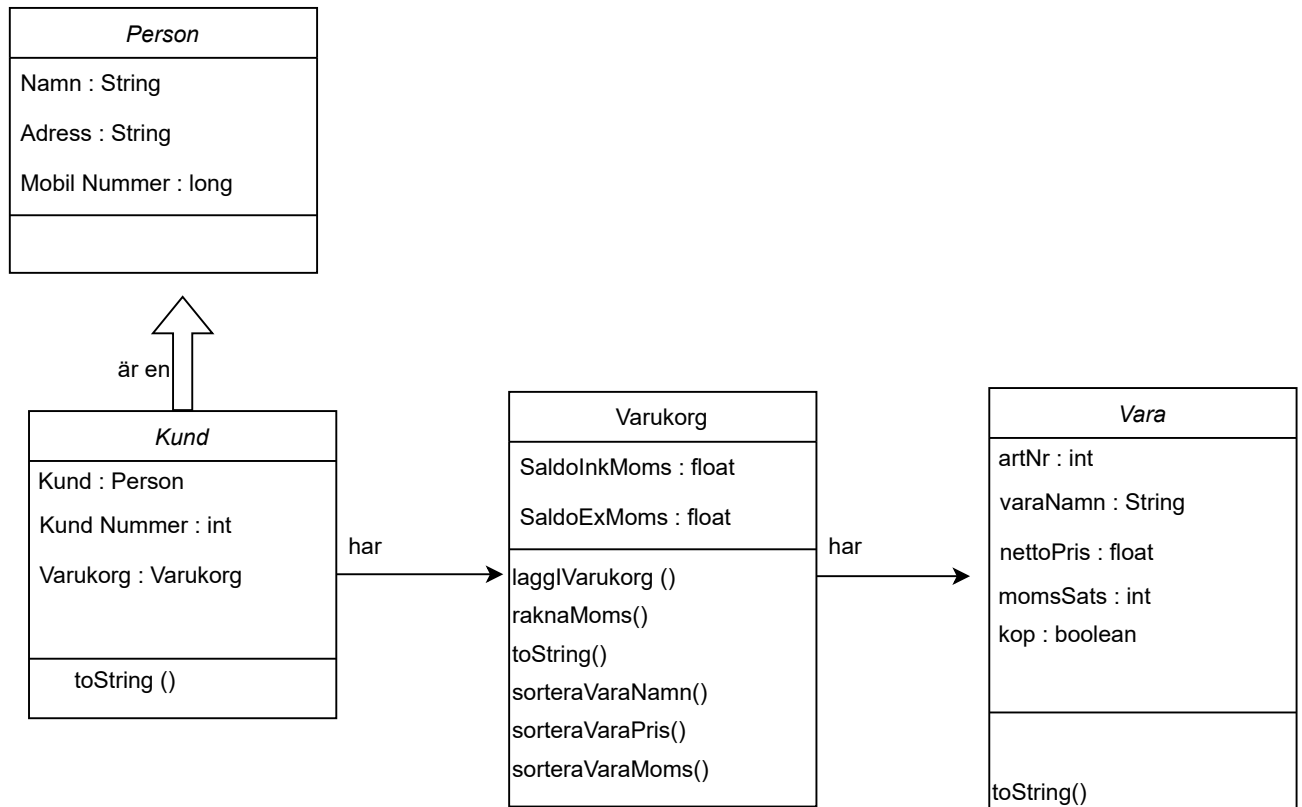 Person
Namn : String
Adress : String
Mobil Nummer : long
är en
Kund
Kund : Person
Kund Nummer : int
Varukorg : Varukorg
toString ()
har
Varukorg
SaldoInkMoms : float
SaldoExMoms : float
laggIVarukorg ()
raknaMoms()
toString()
sorteraVaraNamn()
sorteraVaraPris()
sorteraVaraMoms()
har
Vara
artNr : int
varaNamn : String
nettoPris : float
momsSats : int
kop : boolean
toString()